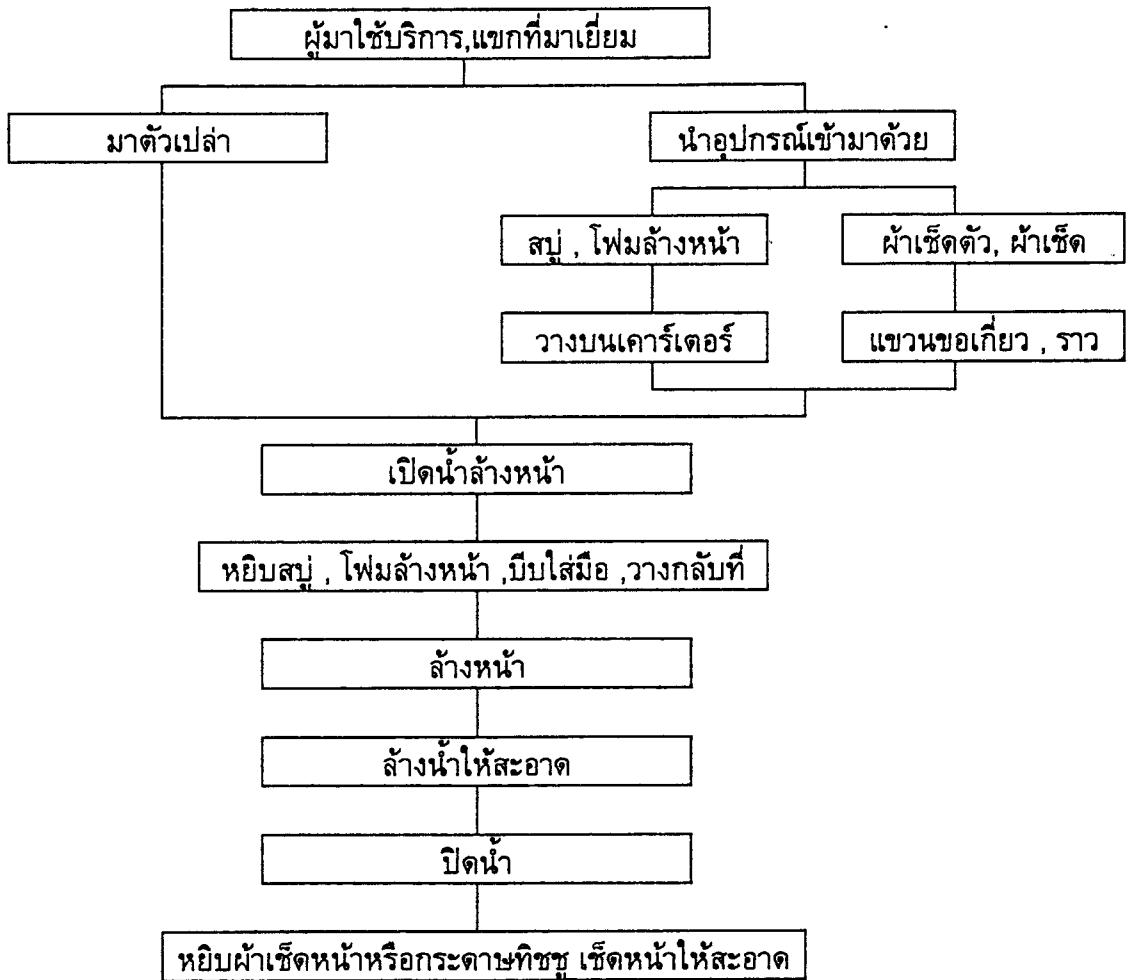 ผู้มาใช้บริการ,แขกที่มาเยี่ยม
มาตัวเปล่า
นำอุปกรณ์เข้ามาด้วย
สบู่ , โฟมล้างหน้า
ผ้าเช็ดตัว, ผ้าเช็ด
วางบนเคาร์เตอร์
แขวนขอเกี่ยว , ราว
เปิดน้ำล้างหน้า
หยิบสบู่ , โฟมล้างหน้า ,บีบใส่มือ ,วางกลับที่
ล้างหน้า
ล้างน้ำให้สะอาด
ปิดน้ำ
หยิบผ้าเช็ดหน้าหรือกระดาษทิชชู เช็ดหน้าให้สะอาด